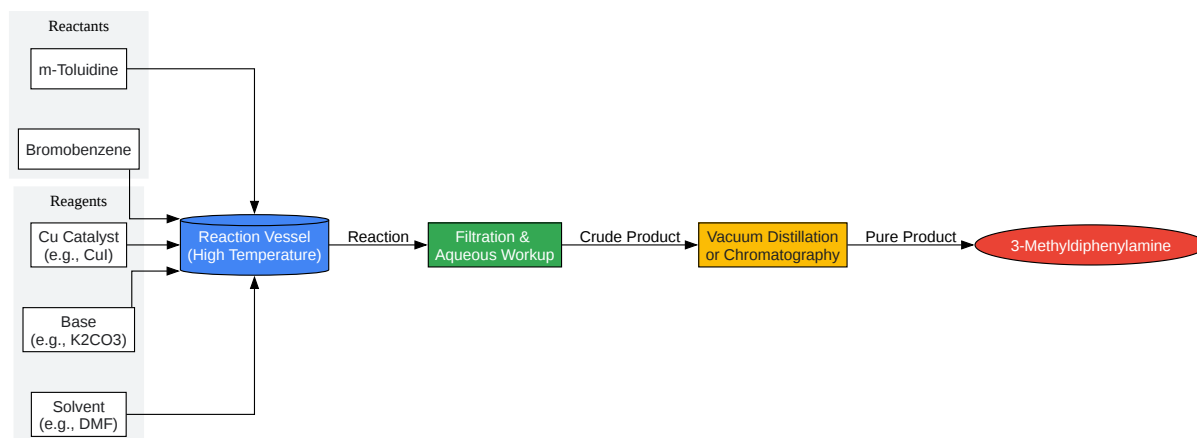 Reactants
m-Toluidine
Bromobenzene
Reagents
Cu Catalyst
(e.g., CuI)
Base
(e.g., K2CO3)
Solvent
(e.g., DMF)
Reaction Vessel
(High Temperature)
Reaction
Filtration &
Aqueous Workup
Crude Product
Vacuum Distillation
or Chromatography
Pure Product
3-Methyldiphenylamine